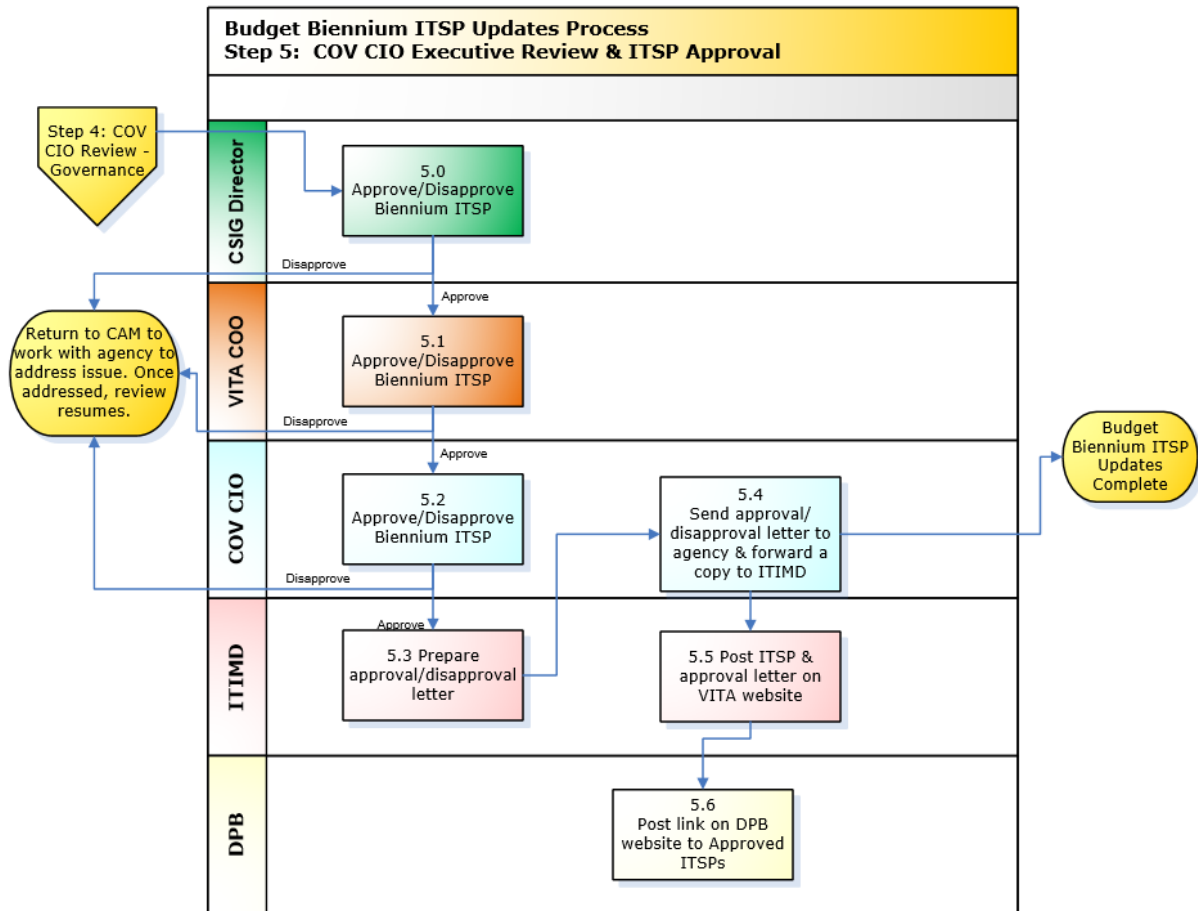 Budget Biennium ITSP Updates Process
Step 5: COV CIO Executive Review & ITSP Approval
Step 4: COV
CIO Review -
Governance
CSIG Director
5.0
Approve/Disapprove
Biennium ITSP
Disapprove
Approve
Return to CAM to
work with agency to
address issue. Once
addressed, review
resumes.
VITA COO
5.1
Approve/Disapprove
Biennium ITSP
Disapprove
Approve
COV CIO
5.2
Approve/Disapprove
Biennium ITSP
Disapprove
Approve
5.4
Send approval/
disapproval letter to
agency & forward a
copy to ITIMD
Budget
Biennium ITSP
Updates
Complete
ITIMD
5.3 Prepare
approval/disapproval
letter
5.5 Post ITSP &
approval letter on
VITA website
DPB
5.6
Post link on DPB
website to Approved
ITSPs